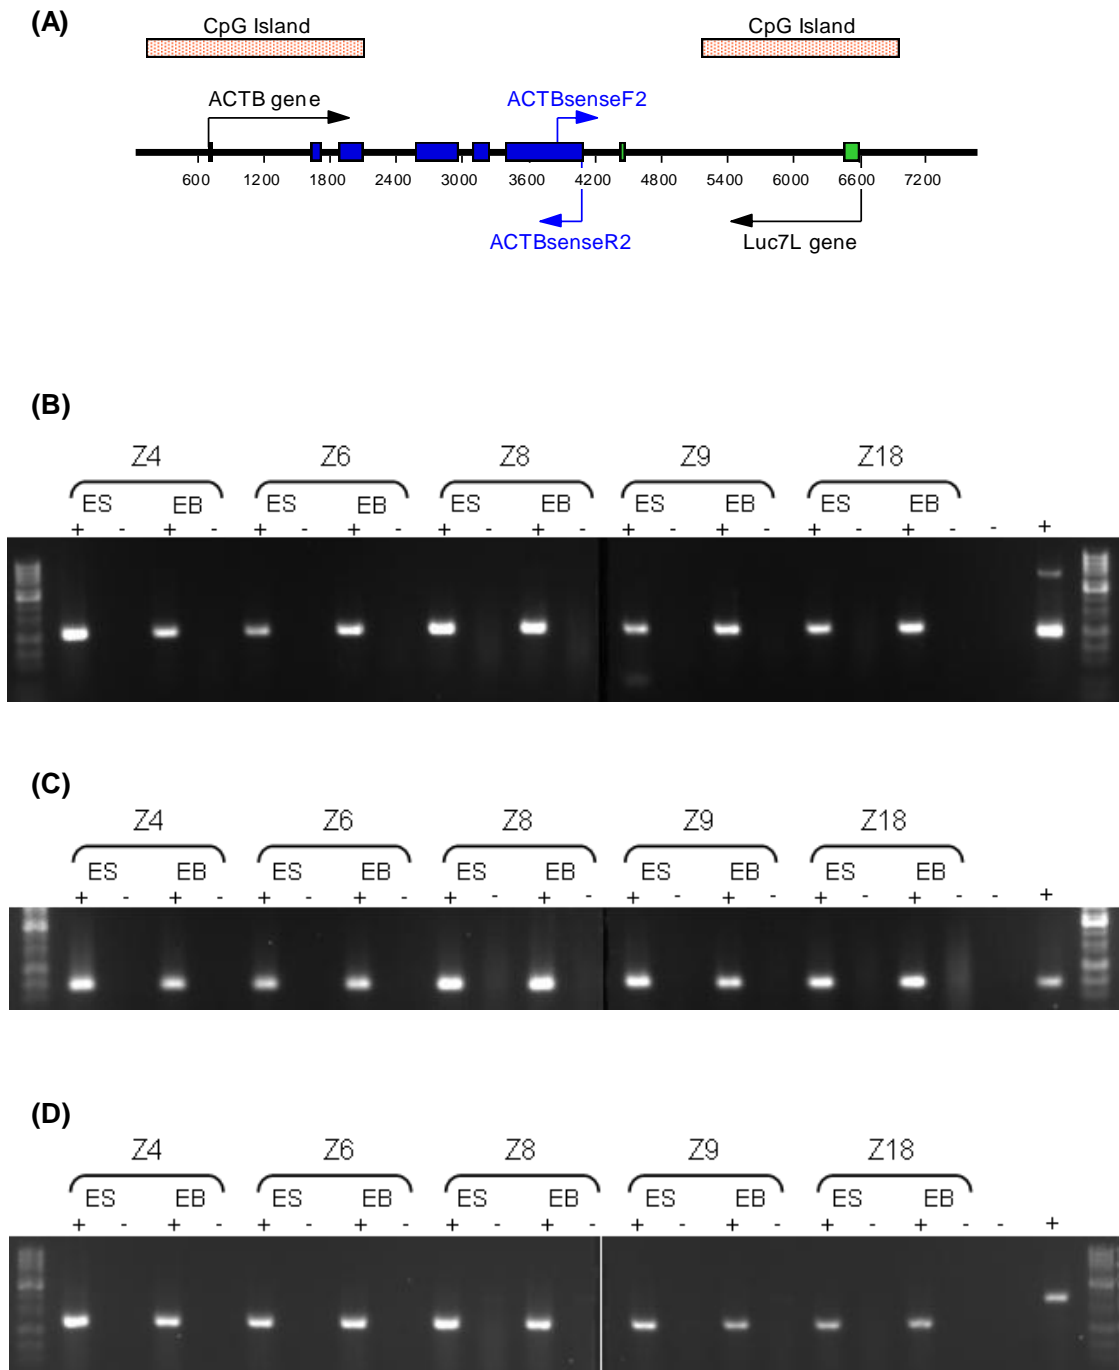 (A)
CpG Island CpG Island
ACTB gene ACTBsenseF2
600 1200 1800 2400 3000 3600 4200 4800 5400 6000 6600 7200
ACTBsenseR2 Luc7L gene
(B)
Z4 Z6 Z8 Z9 Z18
ES EB ES EB ES EB ES EB ES EB
+ - + - + - + - + - + - + - + - + - + - - +
(C)
Z4 Z6 Z8 Z9 Z18
ES EB ES EB ES EB ES EB ES EB
+ - + - + - + - + - + - + - + - + - + - - +
(D)
Z4 Z6 Z8 Z9 Z18
ES EB ES EB ES EB ES EB ES EB
+ - + - + - + - + - + - + - + - + - + - - +